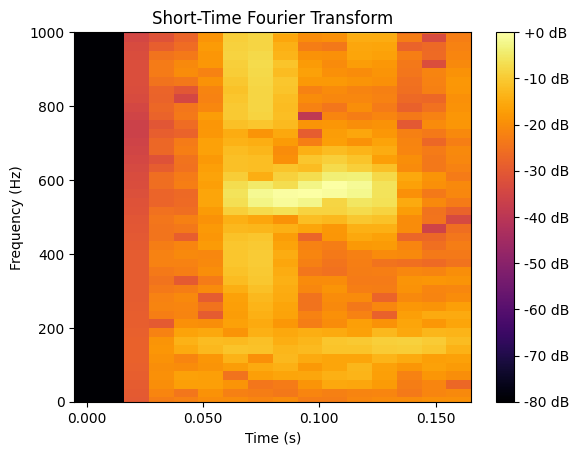 Short-Time Fourier Transform
1000
800
600
400
200
0
Frequency (Hz)
0.000
0.050
0.100
0.150
Time (s)
+0 dB
-10 dB
-20 dB
-30 dB
-40 dB
-50 dB
-60 dB
-70 dB
-80 dB